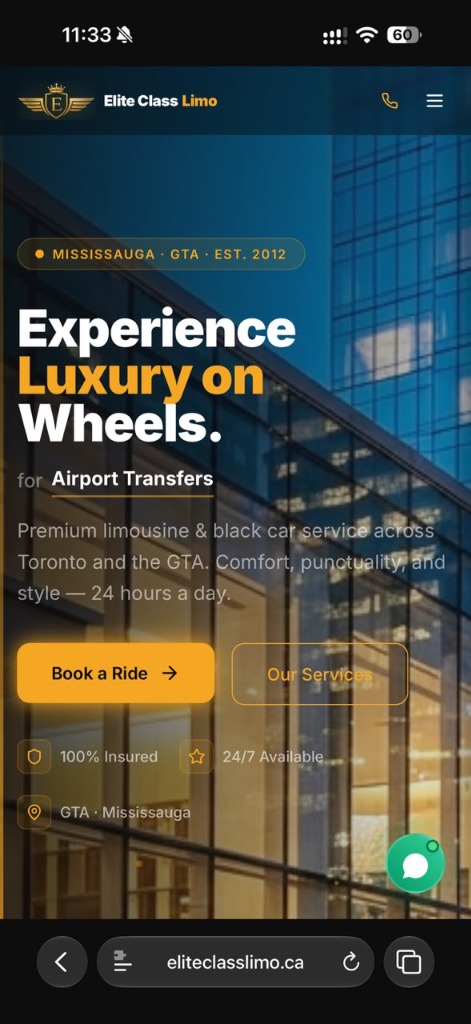 11:33
60
E
Elite Class Limo
MISSISSAUGA · GTA · EST. 2012
Experience
Luxury on
Wheels.
for Airport Transfers
Premium limousine & black car service across
Toronto and the GTA. Comfort, punctuality, and
style — 24 hours a day.
Book a Ride →
Our Services
100% Insured
24/7 Available
GTA · Mississauga
eliteclasslimo.ca